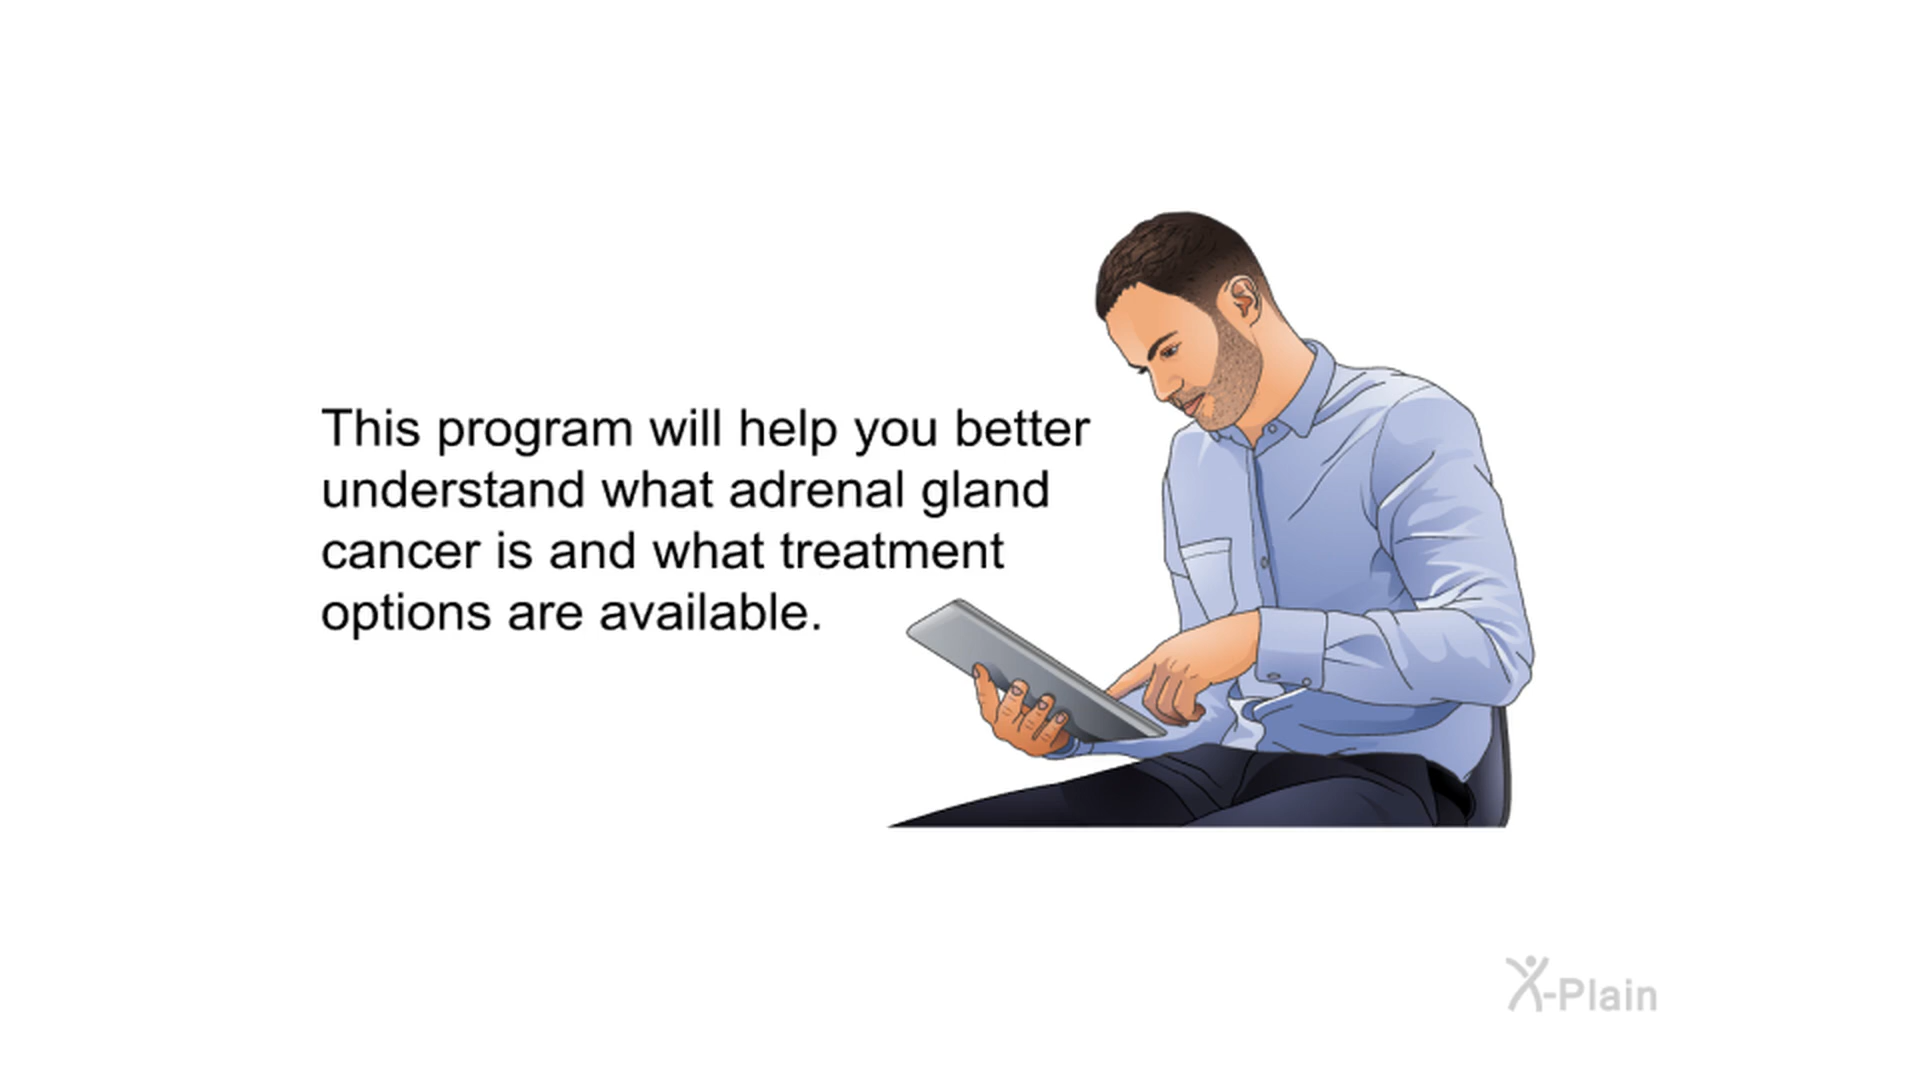 This program will help you better
understand what adrenal gland
cancer is and what treatment
options are available.
X-Plain